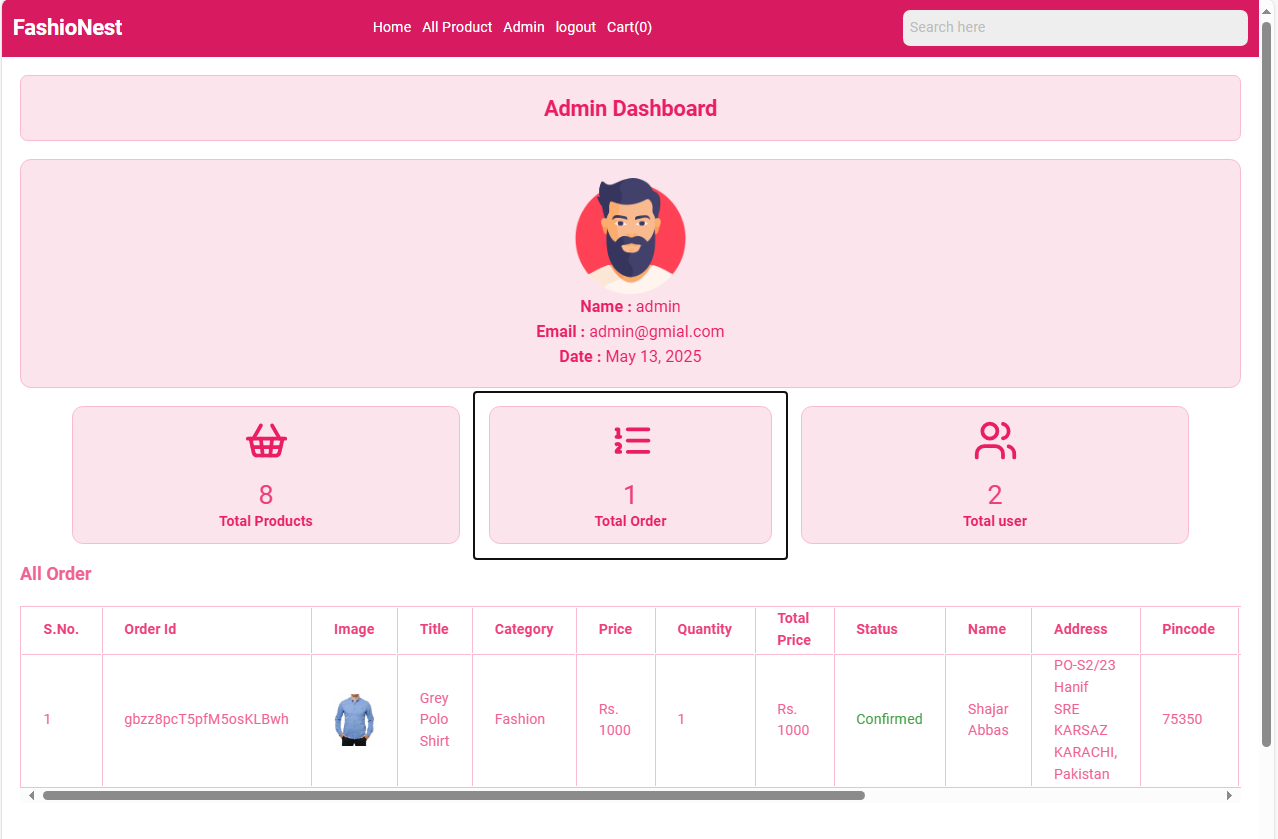 FashioNest
Home All Product Admin logout Cart(0)
Search here
Admin Dashboard
Name : admin
Email : admin@gmial.com
Date : May 13, 2025
8
Total Products
1
Total Order
2
Total user
All Order
S.No. Order Id Image Title Category Price Quantity Total Price Status Name Address Pincode
1 gbzz8pcT5pfM5osKLBwh Grey Polo Shirt Fashion Rs. 1000 1 Rs. 1000 Confirmed Shajar Abbas PO-S2/23 Hanif SRE KARSAZ KARACHI, Pakistan 75350